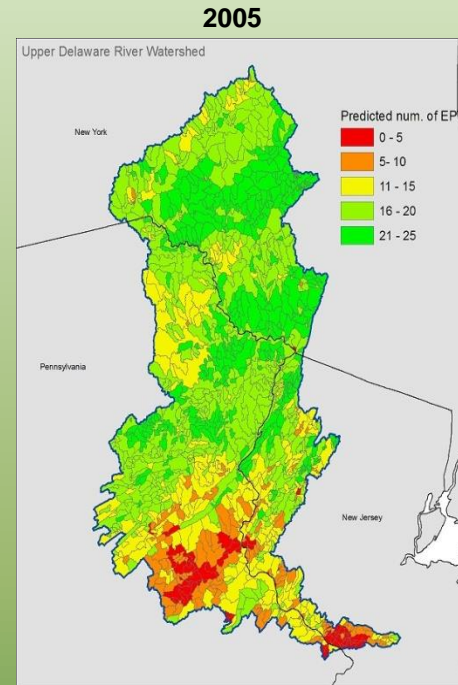 2005
Upper Delaware River Watershed
New York
Predicted num. of EP
0 - 5
5- 10
11 - 15
16 - 20
21 - 25
Pennsylvania
New Jersey